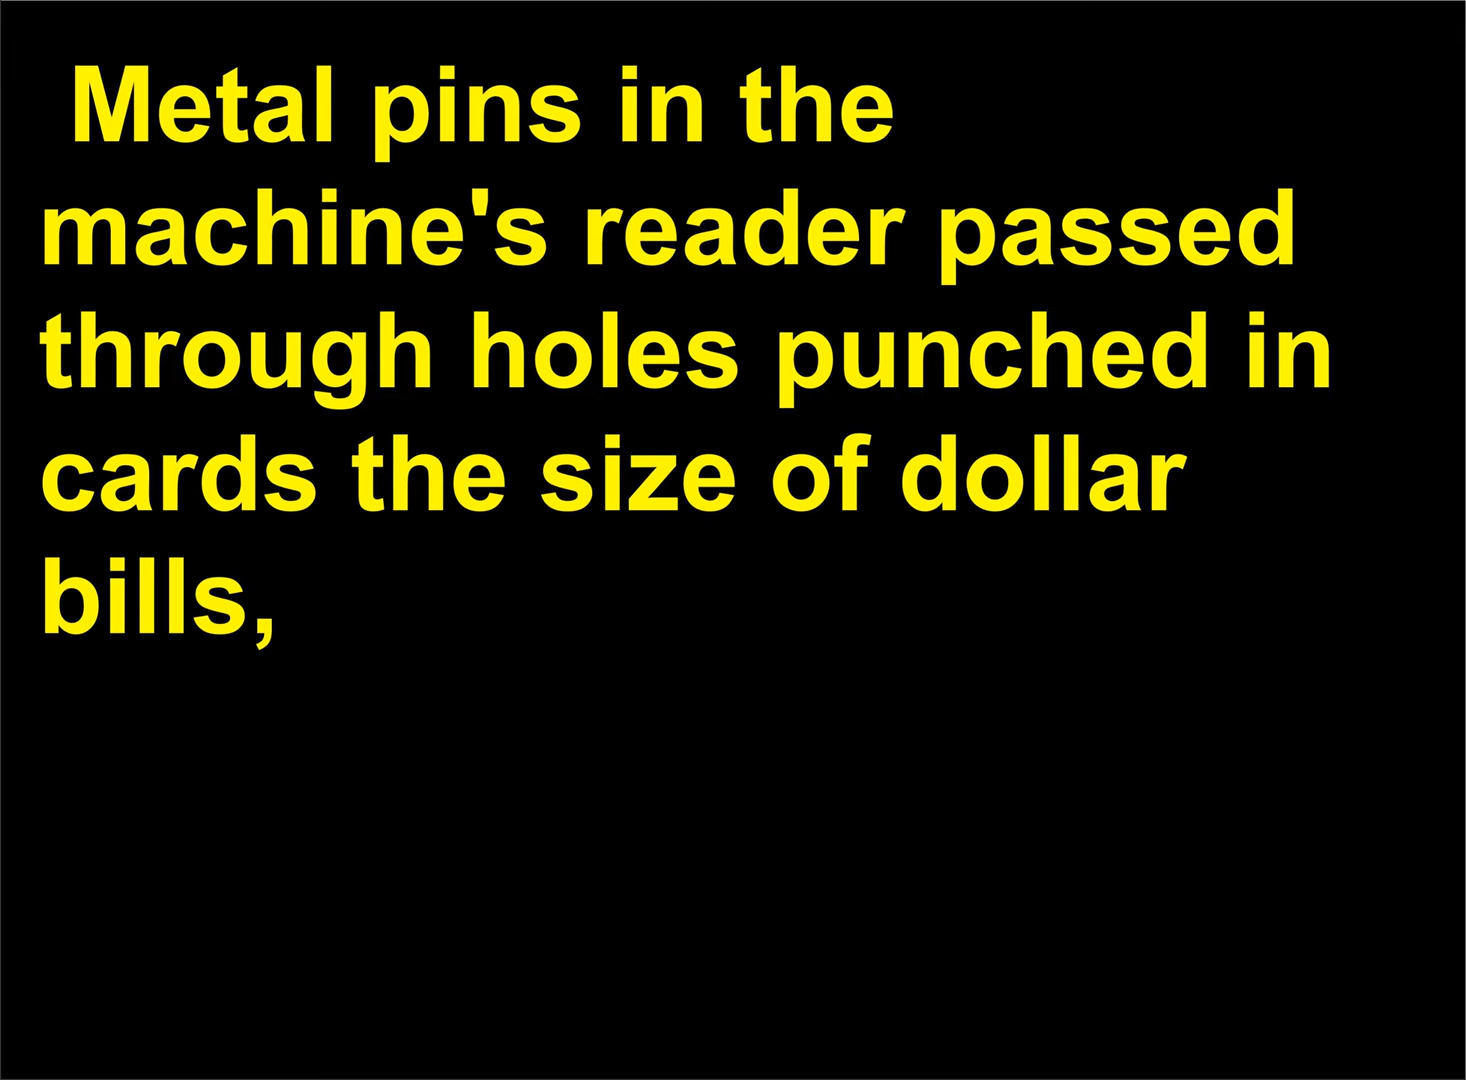 Metal pins in the
machine's reader passed
through holes punched in
cards the size of dollar
bills,